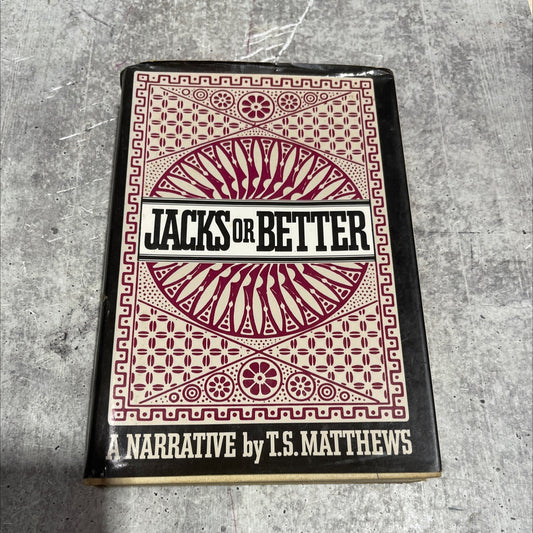 JACKS OR BETTER
A NARRATIVE by T.S. MATTHEWS